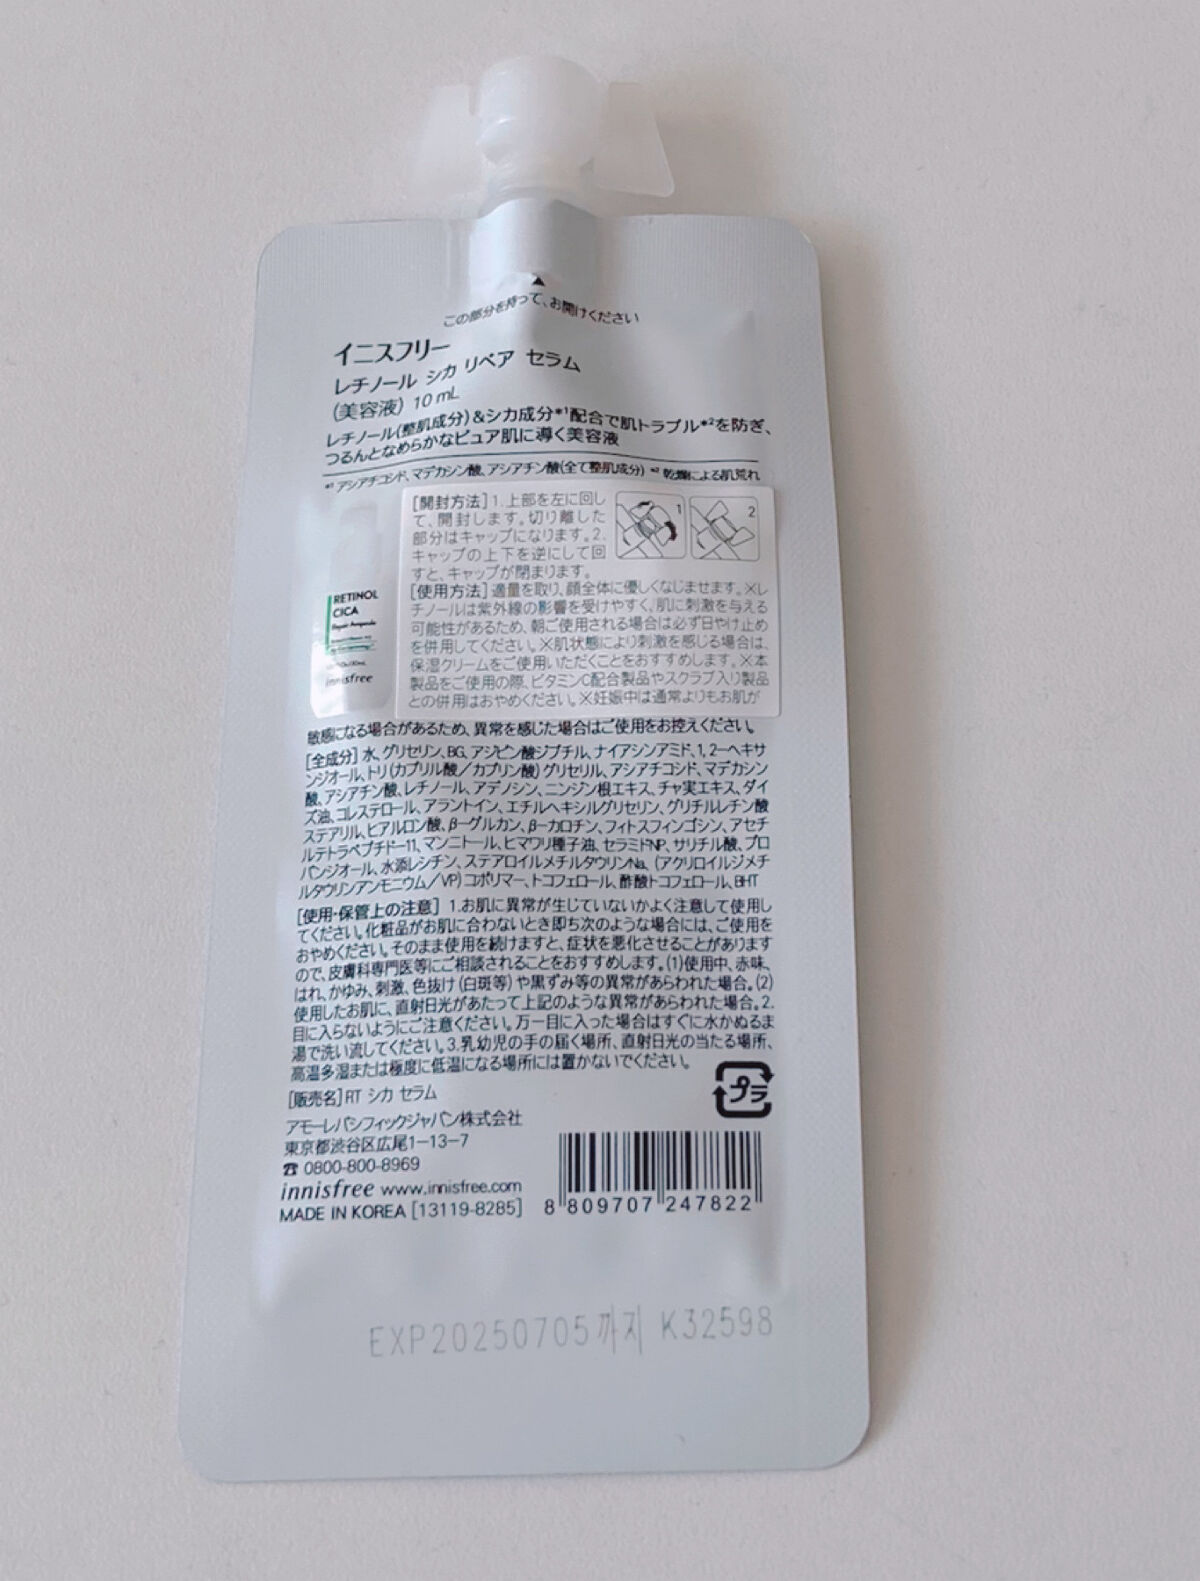 この部分を持って、お開けください
イニスフリー
レチノール シカ リペア セラム
(美容液) 10 mL
レチノール(整肌成分)&シカ成分*1配合で肌トラブル*2を防ぎ、
つるんとなめらかなピュア肌に導く美容液
*1 アシアチコシド、マデカシン酸、アシアチン酸(全て整肌成分) *2 乾燥による肌荒れ
[開封方法] 1.上部を左に回し
て、開封します。切り離した
部分はキャップになります。2.
キャップの上下を逆にして回
すと、キャップが閉まります。
1
2
[使用方法] 適量を取り、顔全体に優しくなじませます。※レ
チノールは紫外線の影響を受けやすく、肌に刺激を与える
可能性があるため、朝ご使用される場合は必ず日やけ止め
を併用してください。※肌状態により刺激を感じる場合は、
保湿クリームをご使用いただくことをおすすめします。※本
製品をご使用の際、ビタミンC配合製品やスクラブ入り製品
との併用はおやめください。※妊娠中は通常よりもお肌が
RETINOL
CICA
Repair Ampoule
innisfree
敏感になる場合があるため、異常を感じた場合はご使用をお控えください。
[全成分] 水、グリセリン、BG、アジピン酸ジブチル、ナイアシンアミド、1,2-ヘキサ
ンジオール、トリ(カプリル酸/カプリン酸)グリセリル、アシアチコシド、マデカシン
酸、アシアチン酸、レチノール、アデノシン、ニンジン根エキス、チャ実エキス、ダイ
ズ油、コレステロール、アラントイン、エチルヘキシルグリセリン、グリチルレチン酸
ステアリル、ヒアルロン酸、β-グルカン、β-カロチン、フィトスフィンゴシン、アセチ
ルテトラペプチド-11、マンニトール、ヒマワリ種子油、セラミドNP、サリチル酸、プロ
パンジオール、水添レシチン、ステアロイルメチルタウリンNa、(アクリロイルジメチ
ルタウリンアンモニウム/VP)コポリマー、トコフェロール、酢酸トコフェロール、BHT
[使用・保管上の注意] 1.お肌に異常が生じていないかよく注意して使用し
てください。化粧品がお肌に合わないとき即ち次のような場合には、ご使用を
おやめください。そのまま使用を続けますと、症状を悪化させることがあります
ので、皮膚科専門医等にご相談されることをおすすめします。(1)使用中、赤味、
はれ、かゆみ、刺激、色抜け(白斑等)や黒ずみ等の異常があらわれた場合。(2)
使用したお肌に、直射日光があたって上記のような異常があらわれた場合。2.
目に入らないようにご注意ください。万一目に入った場合はすぐに水かぬるま
湯で洗い流してください。3.乳幼児の手の届く場所、直射日光の当たる場所、
高温多湿または極度に低温になる場所には置かないでください。
[販売名] RT シカ セラム
プラ
アモーレパシフィックジャパン株式会社
東京都渋谷区広尾1-13-7
☎ 0800-800-8969
innisfree www.innisfree.com
MADE IN KOREA [13119-8285]
8 809707 247822
EXP20250705까지 K32598